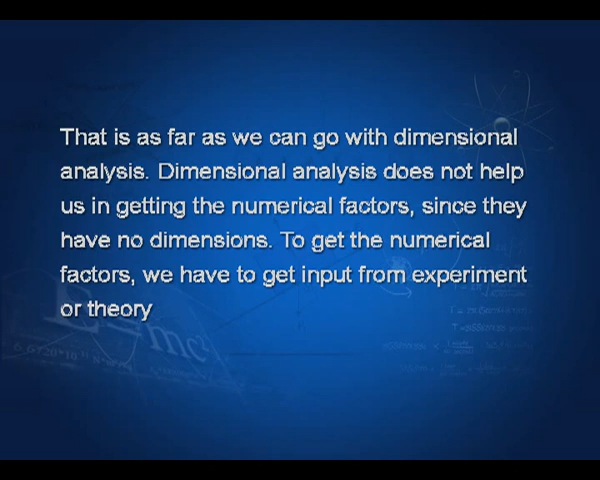 That is as far as we can go with dimensional
analysis. Dimensional analysis does not help
us in getting the numerical factors, since they
have no dimensions. To get the numerical
factors, we have to get input from experiment
or theory
E=mc²